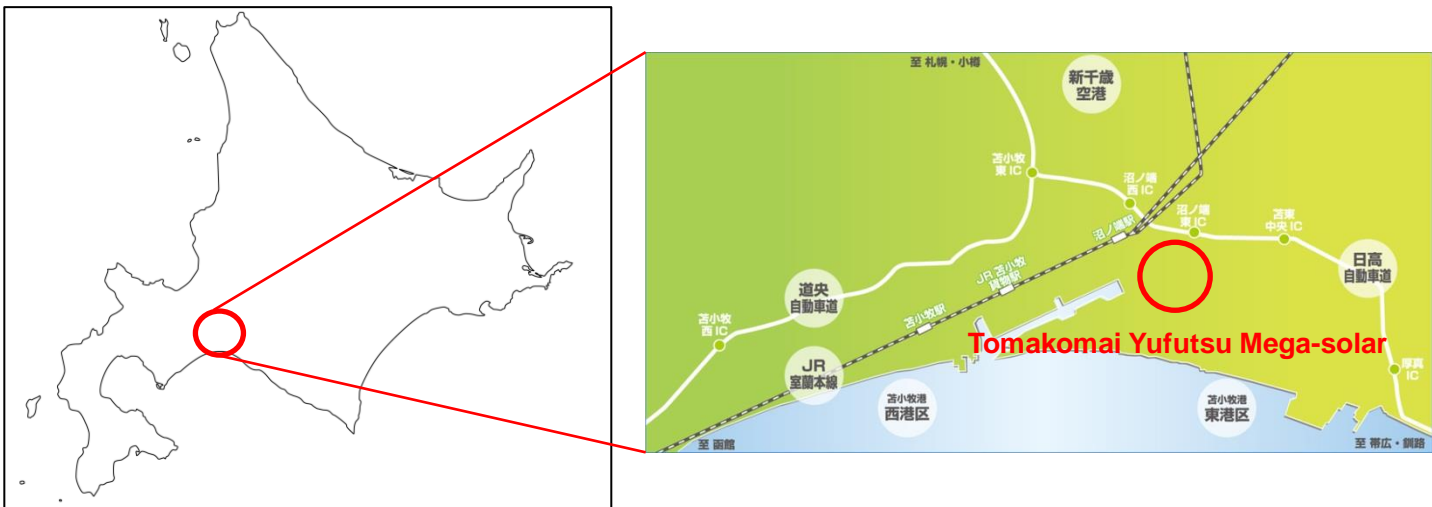 至 札幌・小樽
新千歳
空港
苫小牧
東 IC
沼ノ端
西 IC
沼ノ端
東 IC
苫東
中央 IC
沼ノ端駅
日高
自動車道
JR 苫小牧
貨物駅
道央
自動車道
苫小牧駅
苫小牧
西 IC
Tomakomai Yufutsu Mega-solar
JR
室蘭本線
厚真
IC
苫小牧港
西港区
苫小牧港
東港区
至 函館
至 帯広・釧路